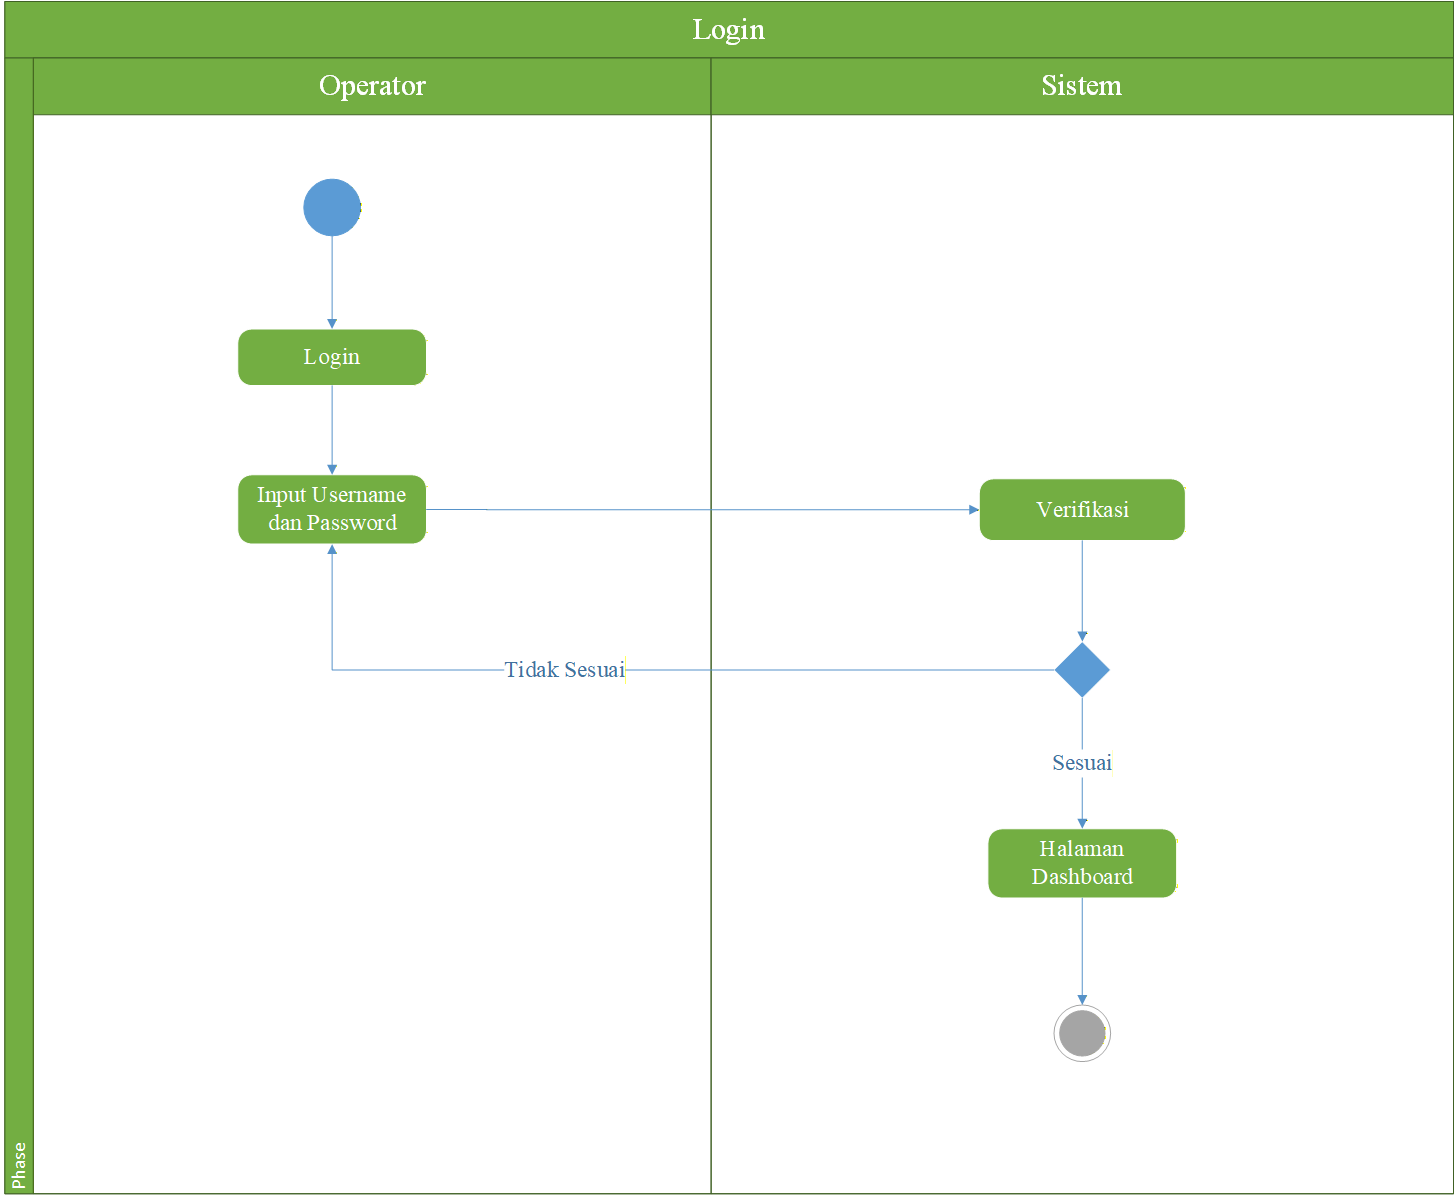 Login
Operator
Sistem
Login
Input Username
dan Password
Verifikasi
Tidak Sesuai
Sesuai
Halaman
Dashboard
Phase